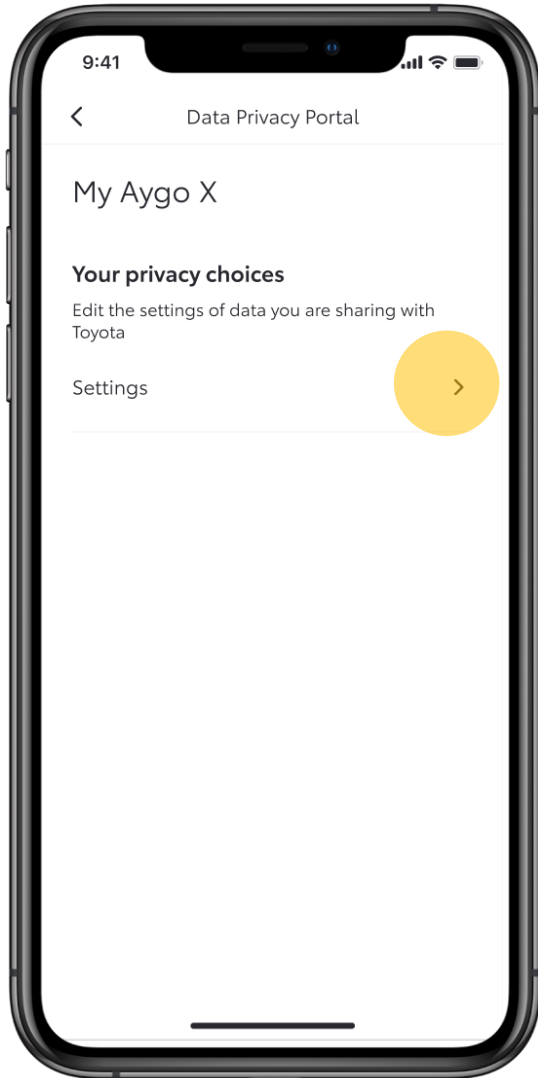 9:41
Data Privacy Portal
My Aygo X
Your privacy choices
Edit the settings of data you are sharing with
Toyota
Settings